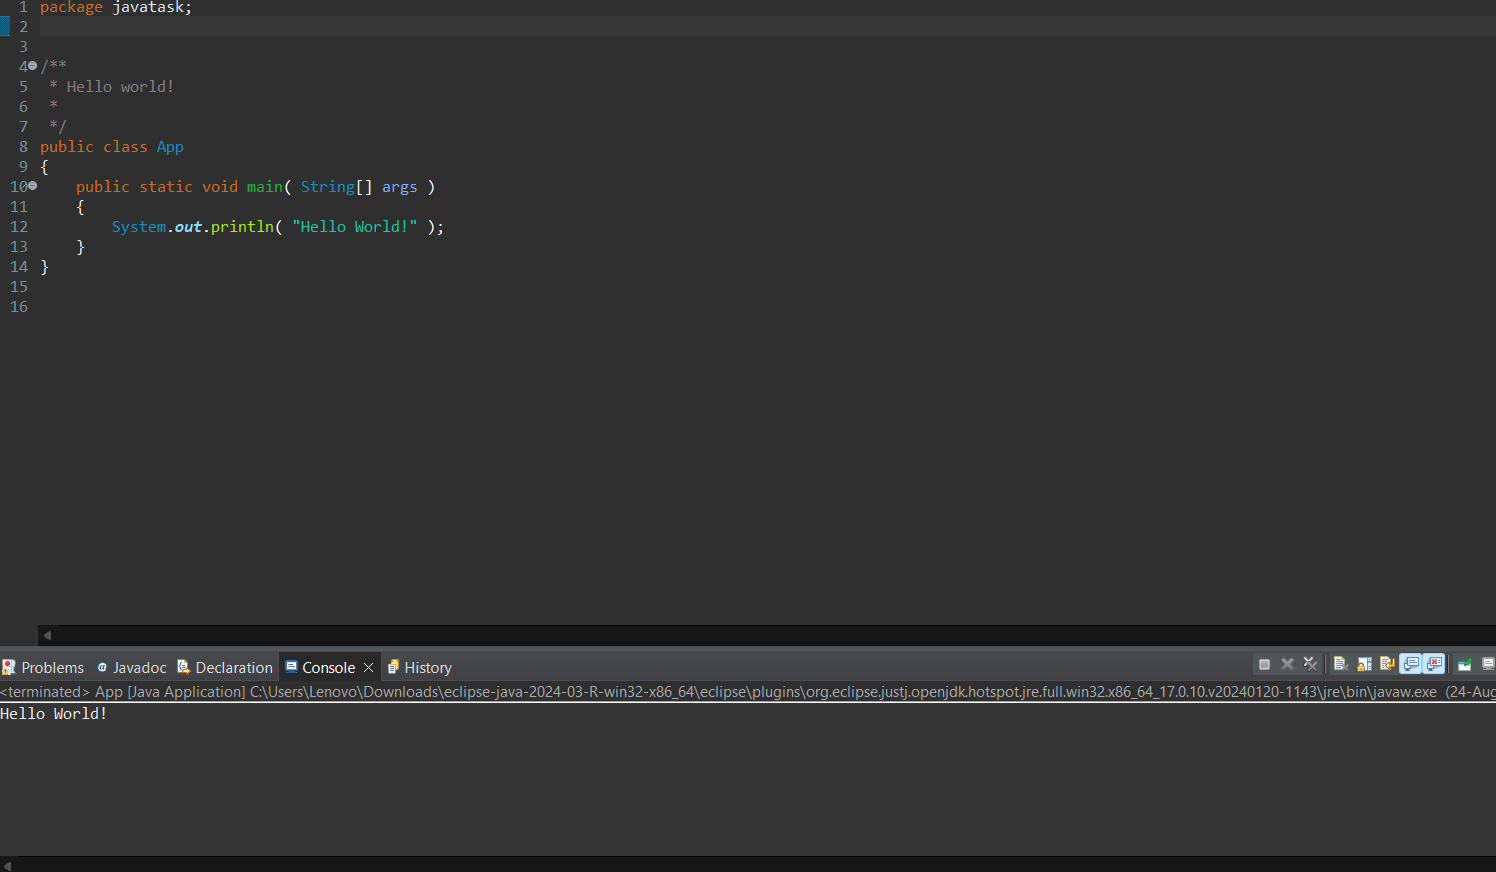 1 package javatask;
2
3
4 /**
5  * Hello world!
6  *
7  */
8 public class App
9 {
10     public static void main( String[] args )
11     {
12         System.out.println( "Hello World!" );
13     }
14 }
15
16
Problems @ Javadoc Declaration Console History
<terminated> App [Java Application] C:\Users\Lenovo\Downloads\eclipse-java-2024-03-R-win32-x86_64\eclipse\plugins\org.eclipse.justj.openjdk.hotspot.jre.full.win32.x86_64_17.0.10.v20240120-1143\jre\bin\javaw.exe (24-Aug
Hello World!